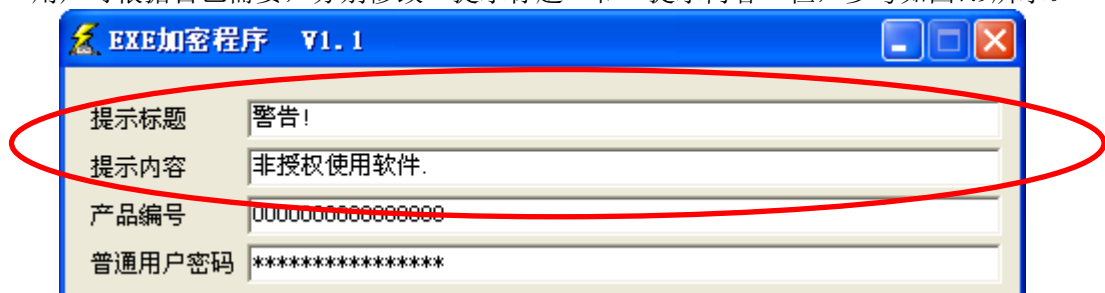 EXE加密程序 V1.1
提示标题 警告!
提示内容 非授权使用软件.
产品编号 0000000000000000
普通用户密码 ****************